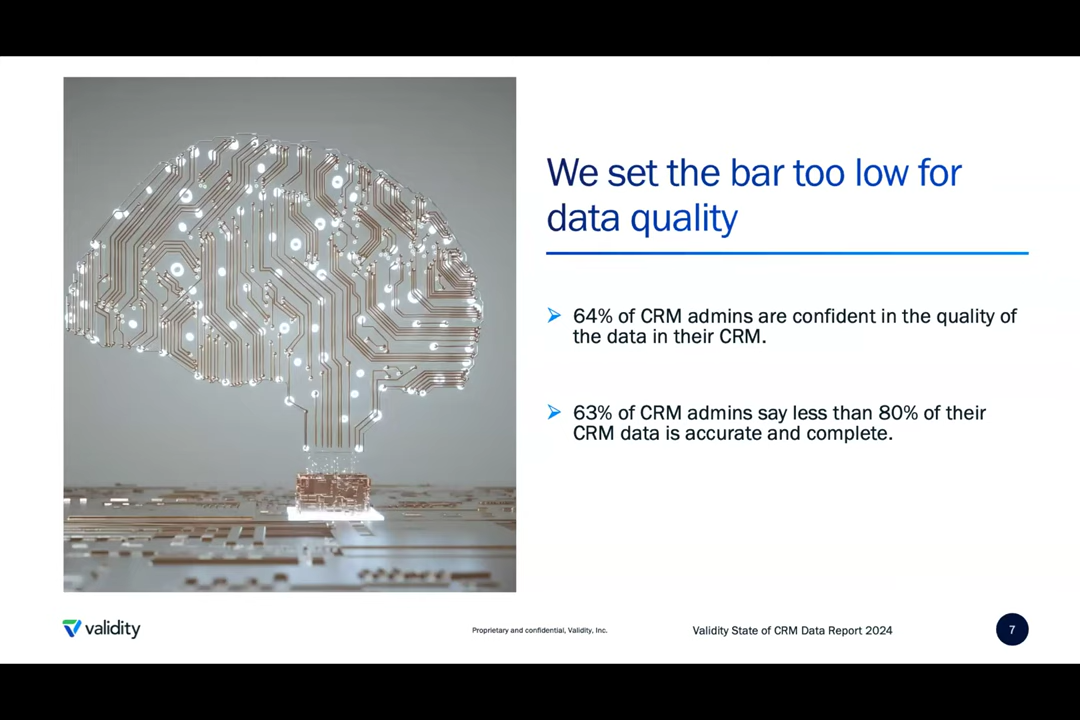 We set the bar too low for
data quality
64% of CRM admins are confident in the quality of
the data in their CRM.
63% of CRM admins say less than 80% of their
CRM data is accurate and complete.
validity
Proprietary and confidential, Validity, Inc.
Validity State of CRM Data Report 2024
7